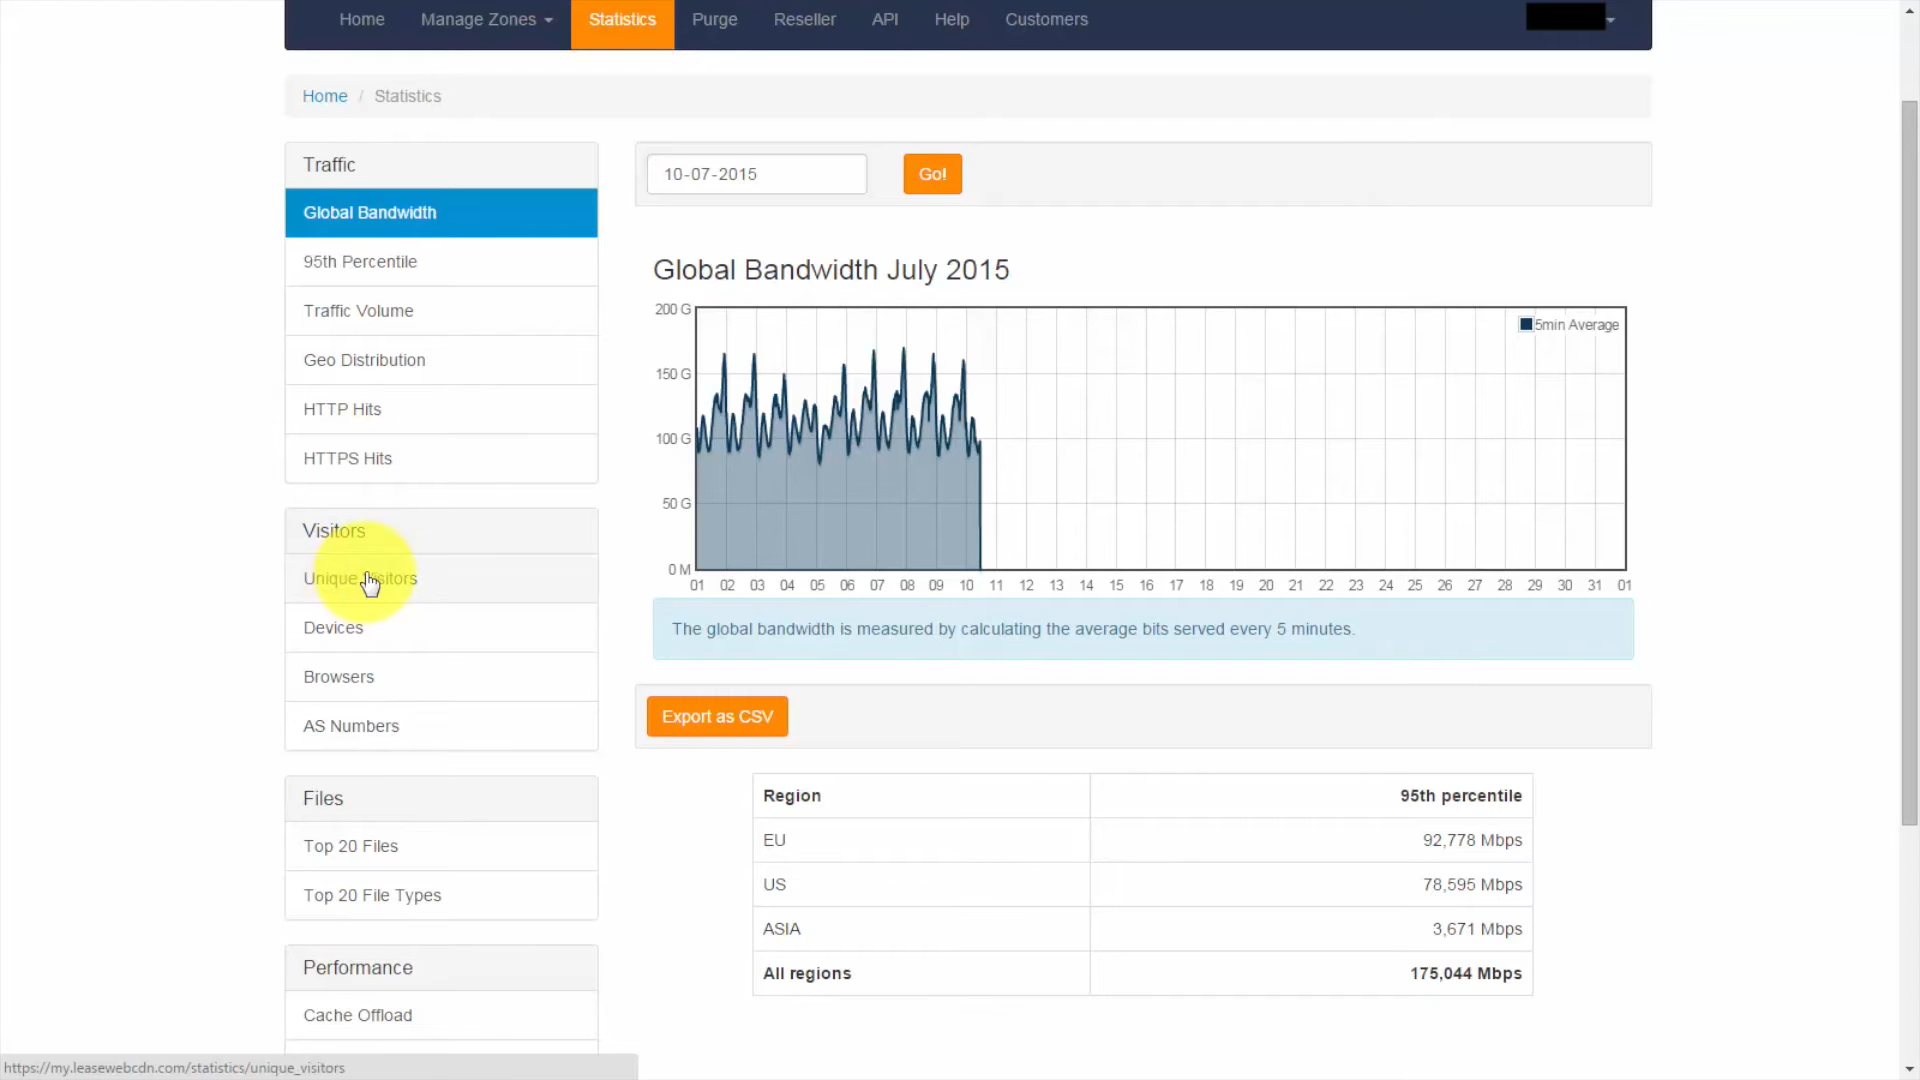 Home Manage Zones Statistics Purge Reseller API Help Customers
Home / Statistics
Traffic
Global Bandwidth
95th Percentile
Traffic Volume
Geo Distribution
HTTP Hits
HTTPS Hits
Visitors
Unique Visitors
Devices
Browsers
AS Numbers
Files
Top 20 Files
Top 20 File Types
Performance
Cache Offload
10-07-2015 Go!
Global Bandwidth July 2015
200 G
150 G
100 G
50 G
0 M
5min Average
01 02 03 04 05 06 07 08 09 10 11 12 13 14 15 16 17 18 19 20 21 22 23 24 25 26 27 28 29 30 31 01
The global bandwidth is measured by calculating the average bits served every 5 minutes.
Export as CSV
Region 95th percentile
EU 92,778 Mbps
US 78,595 Mbps
ASIA 3,671 Mbps
All regions 175,044 Mbps
https://my.leasewebcdn.com/statistics/unique_visitors